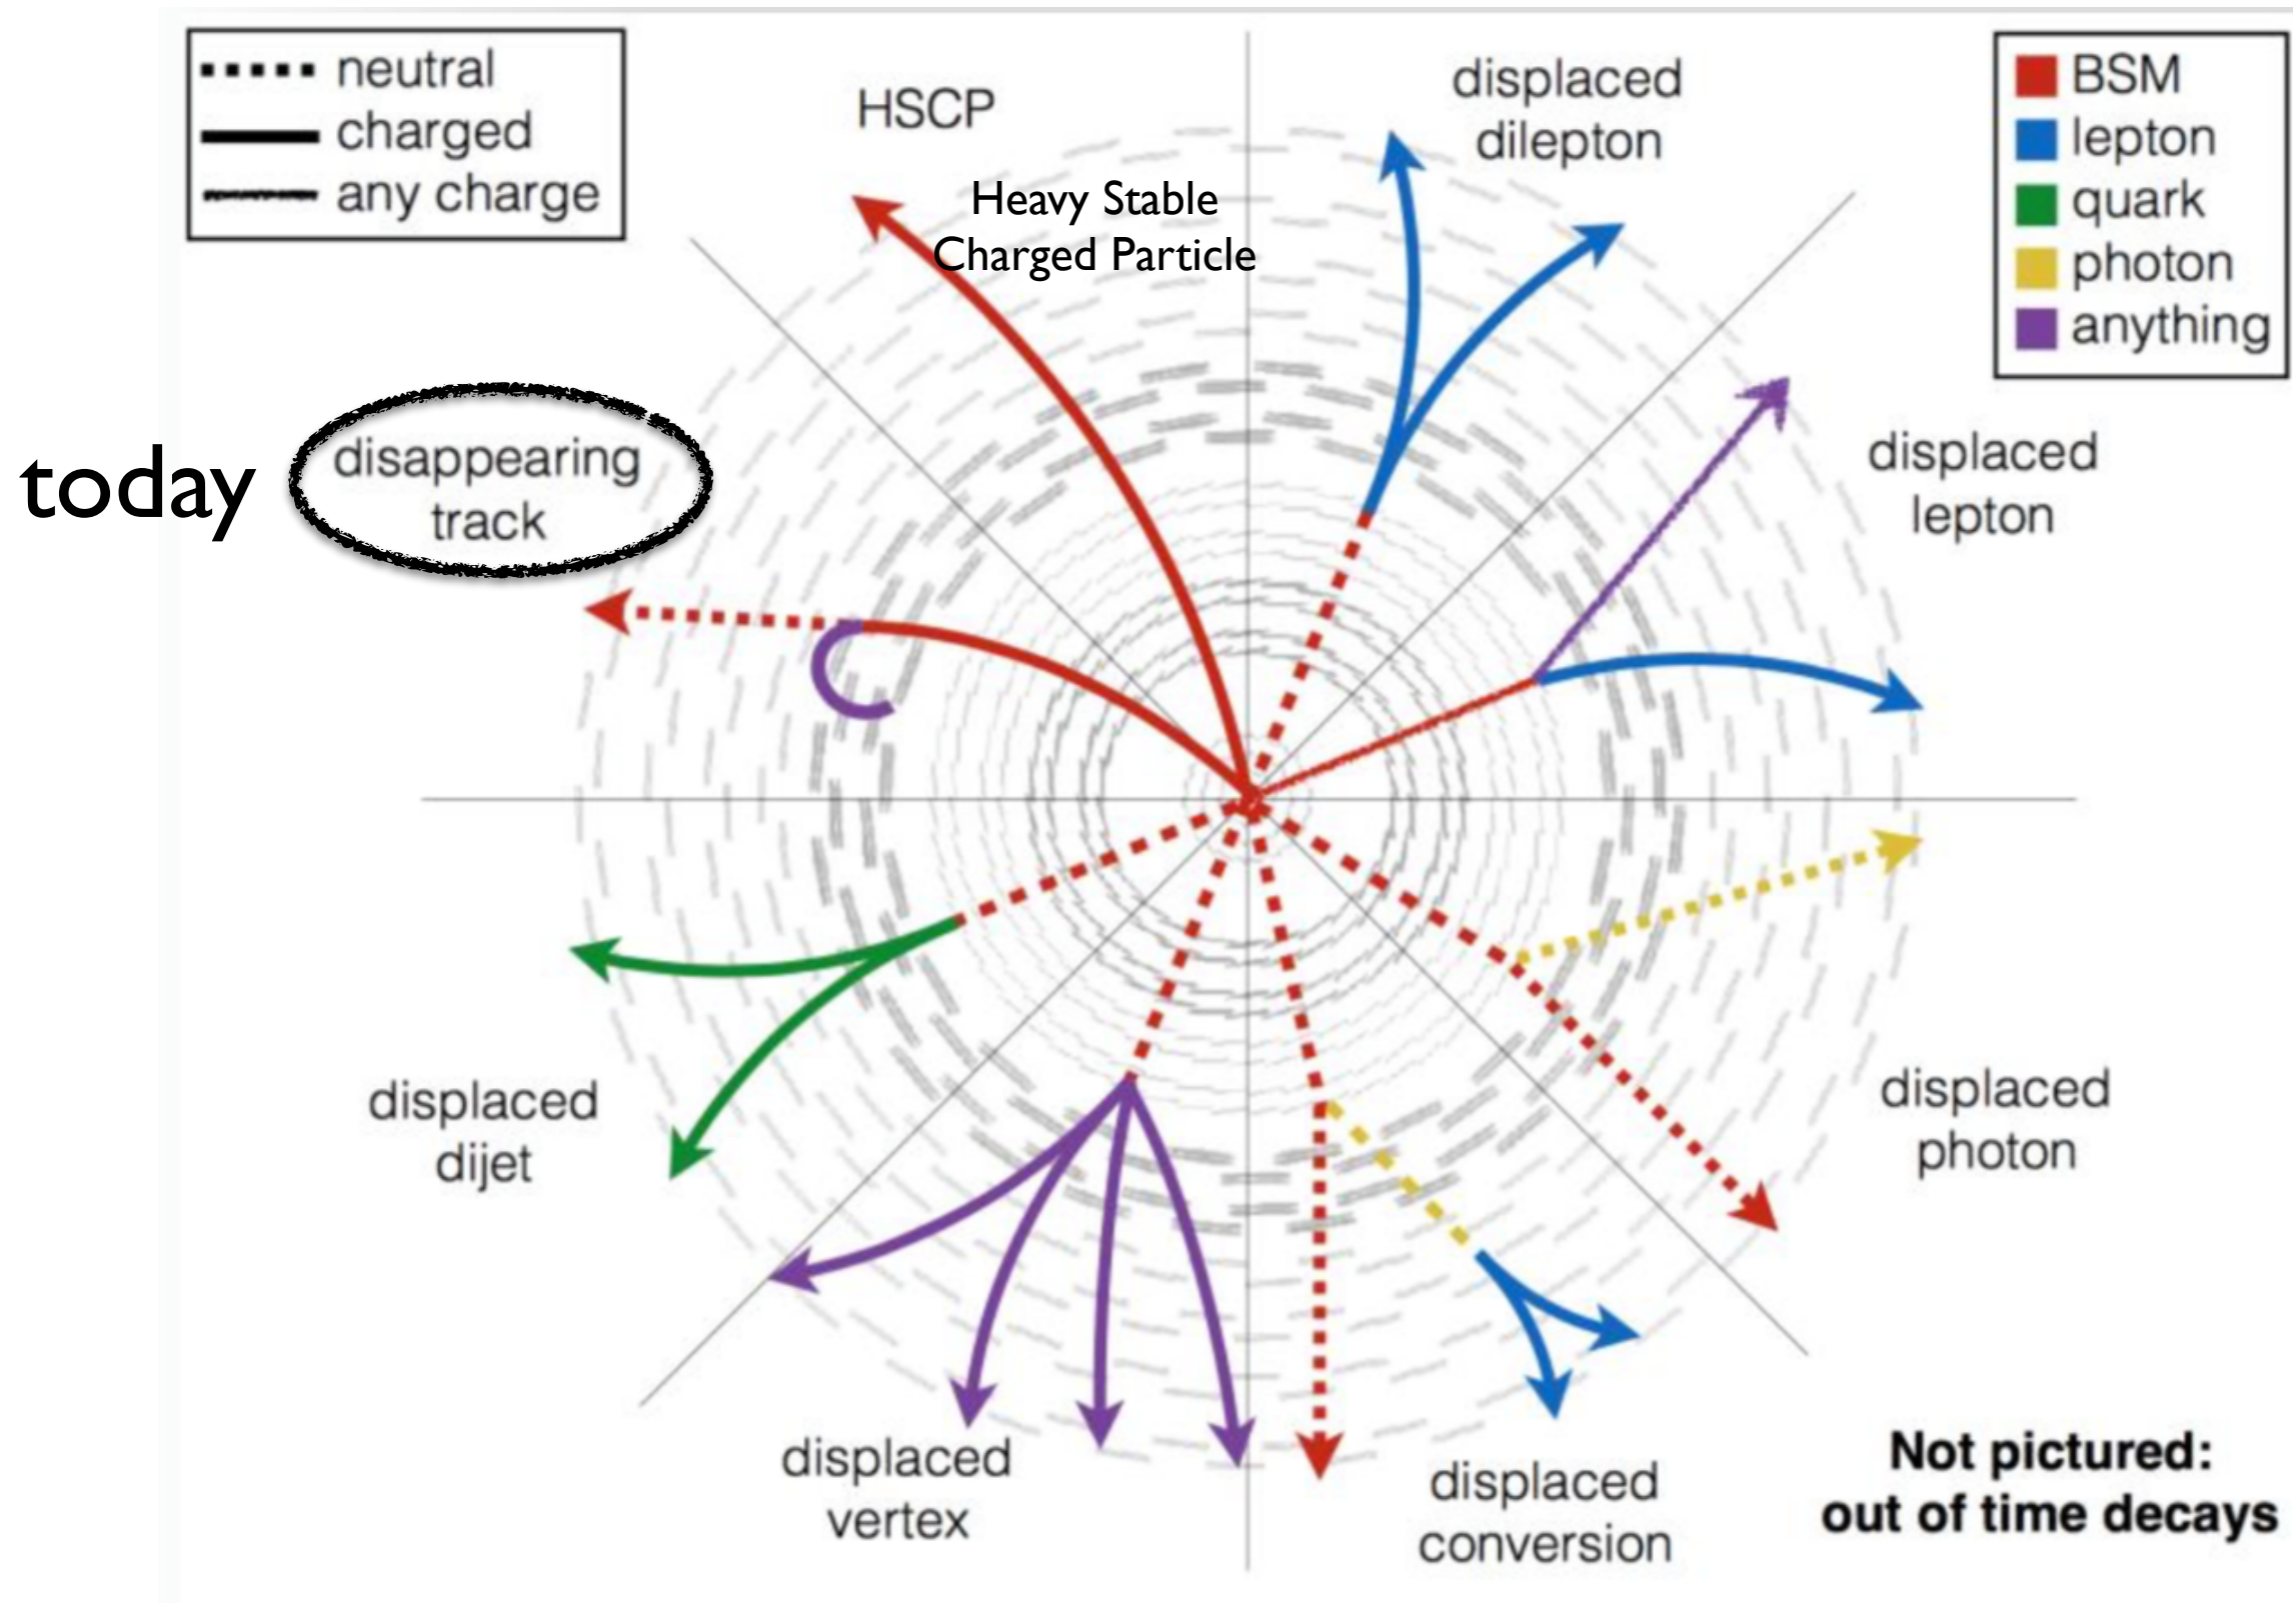 neutral
charged
any charge
HSCP
Heavy Stable
Charged Particle
displaced
dilepton
BSM
lepton
quark
photon
anything
today
disappearing
track
displaced
lepton
displaced
dijet
displaced
photon
displaced
vertex
displaced
conversion
Not pictured:
out of time decays